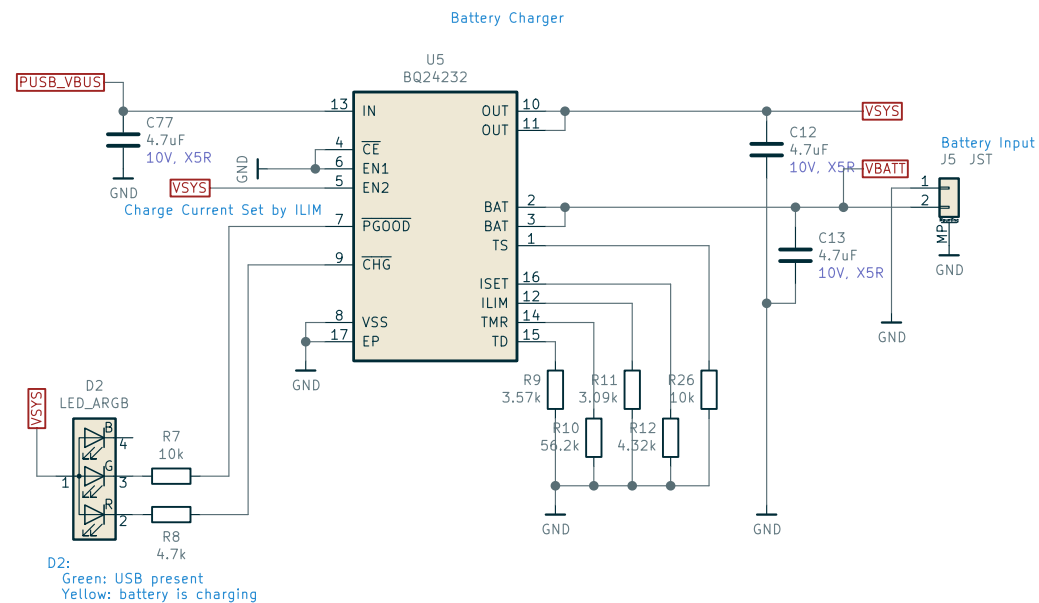 Battery Charger
U5
BQ24232
PUSB_VBUS
13 IN
OUT 10
VSYS
OUT 11
C77
4.7uF
10V, X5R
GND
4 CE
6 EN1
5 EN2
GND
VSYS
Charge Current Set by ILIM
C12
4.7uF
10V, X5R
VBATT
Battery Input
J5 JST
1
2
MP
GND
BAT 2
BAT 3
TS 1
7 PGOOD
9 CHG
C13
4.7uF
10V, X5R
ISET 16
ILIM 12
TMR 14
TD 15
8 VSS
17 EP
GND
GND
R9
3.57k
R11
3.09k
R26
10k
R10
56.2k
R12
4.32k
GND
GND
VSYS
D2
LED_ARGB
B
4
G
3
R
2
1
R7
10k
R8
4.7k
D2:
Green: USB present
Yellow: battery is charging